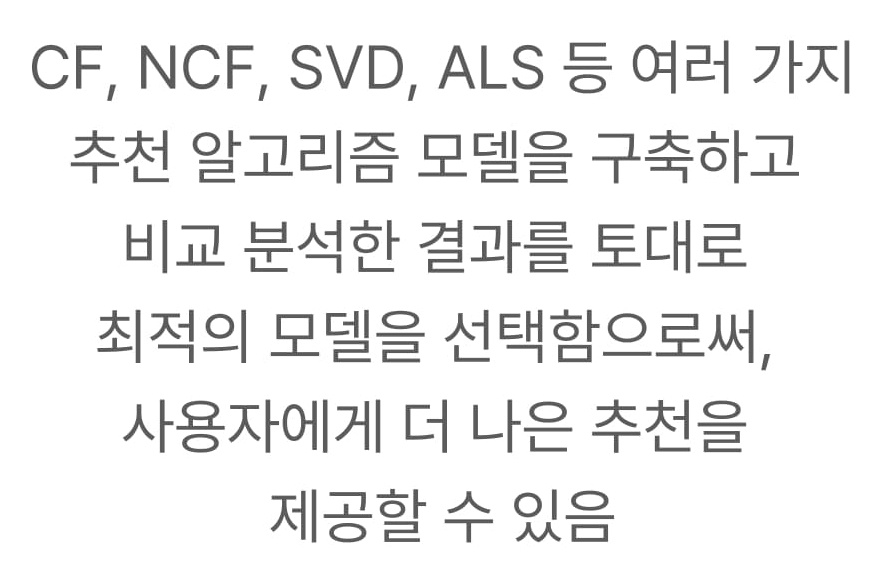 CF, NCF, SVD, ALS 등 여러 가지
추천 알고리즘 모델을 구축하고
비교 분석한 결과를 토대로
최적의 모델을 선택함으로써,
사용자에게 더 나은 추천을
제공할 수 있음